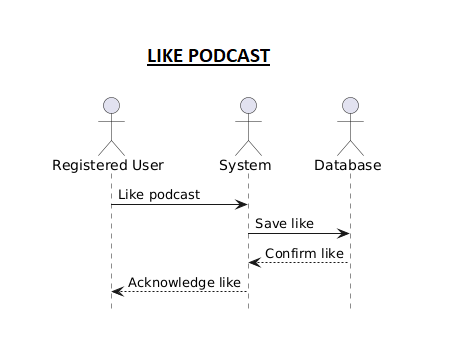 LIKE PODCAST
Registered User
System
Database
Like podcast
Save like
Confirm like
Acknowledge like